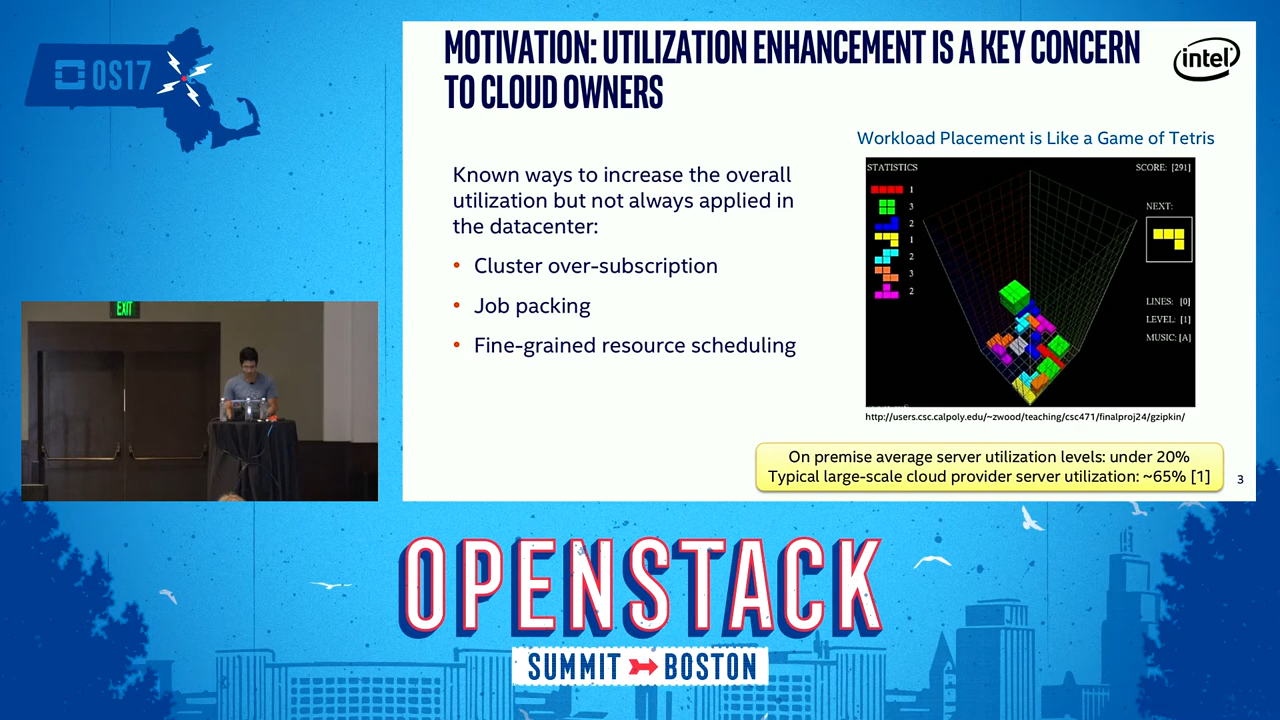 OS17
MOTIVATION: UTILIZATION ENHANCEMENT IS A KEY CONCERN
TO CLOUD OWNERS
intel
Known ways to increase the overall
utilization but not always applied in
the datacenter:
• Cluster over-subscription
• Job packing
• Fine-grained resource scheduling
Workload Placement is Like a Game of Tetris
STATISTICS
SCORE: [291]
1
3
2
1
2
3
2
NEXT:
LINES: [0]
LEVEL: [1]
MUSIC: [A]
http://users.csc.calpoly.edu/~zwood/teaching/csc471/finalproj24/gzipkin/
On premise average server utilization levels: under 20%
Typical large-scale cloud provider server utilization: ~65% [1]
3
EXIT
OPENSTACK
SUMMIT BOSTON